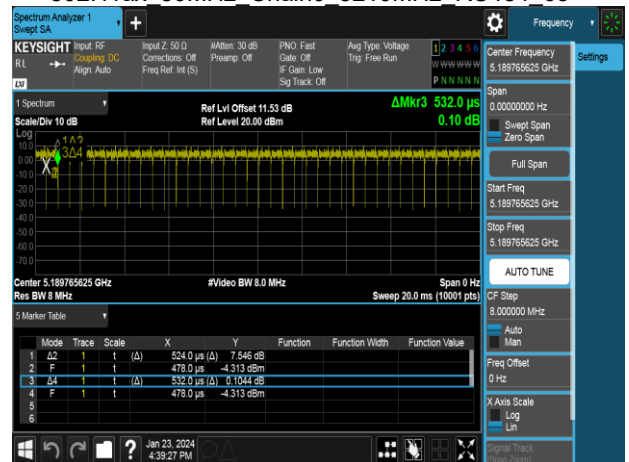 Spectrum Analyzer 1
Swept SA
Frequency
KEYSIGHT
RL
Input: RF
Coupling: DC
Align: Auto
Input Z: 50 Ω
Corrections: Off
Freq Ref: Int (S)
#Atten: 30 dB
Preamp: Off
PNO: Fast
Gate: Off
IF Gain: Low
Sig Track: Off
Avg Type: Voltage
Trig: Free Run
1 2 3 4 5 6
W W W W W W
P N N N N N
LXI
1 Spectrum
Scale/Div 10 dB
Ref Lvl Offset 11.53 dB
Ref Level 20.00 dBm
ΔMkr3 532.0 µs
0.10 dB
Log
10.0
0.00
-10.0
-20.0
-30.0
-40.0
-50.0
-60.0
-70.0
1Δ2
3Δ4
X
Center 5.189765625 GHz
Res BW 8 MHz
#Video BW 8.0 MHz
Span 0 Hz
Sweep 20.0 ms (10001 pts)
5 Marker Table
Mode Trace Scale X Y Function Function Width Function Value
1 Δ2 1 t (Δ) 524.0 µs (Δ) 7.546 dB
2 F 1 t 478.0 µs -4.313 dBm
3 Δ4 1 t (Δ) 532.0 µs (Δ) 0.1044 dB
4 F 1 t 478.0 µs -4.313 dBm
5
6
Jan 23, 2024
4:39:27 PM
Center Frequency
5.189765625 GHz
Span
0.00000000 Hz
Swept Span
Zero Span
Full Span
Start Freq
5.189765625 GHz
Stop Freq
5.189765625 GHz
AUTO TUNE
CF Step
8.000000 MHz
Auto
Man
Freq Offset
0 Hz
X Axis Scale
Log
Lin
Signal Track
(Span Zoom)
Settings